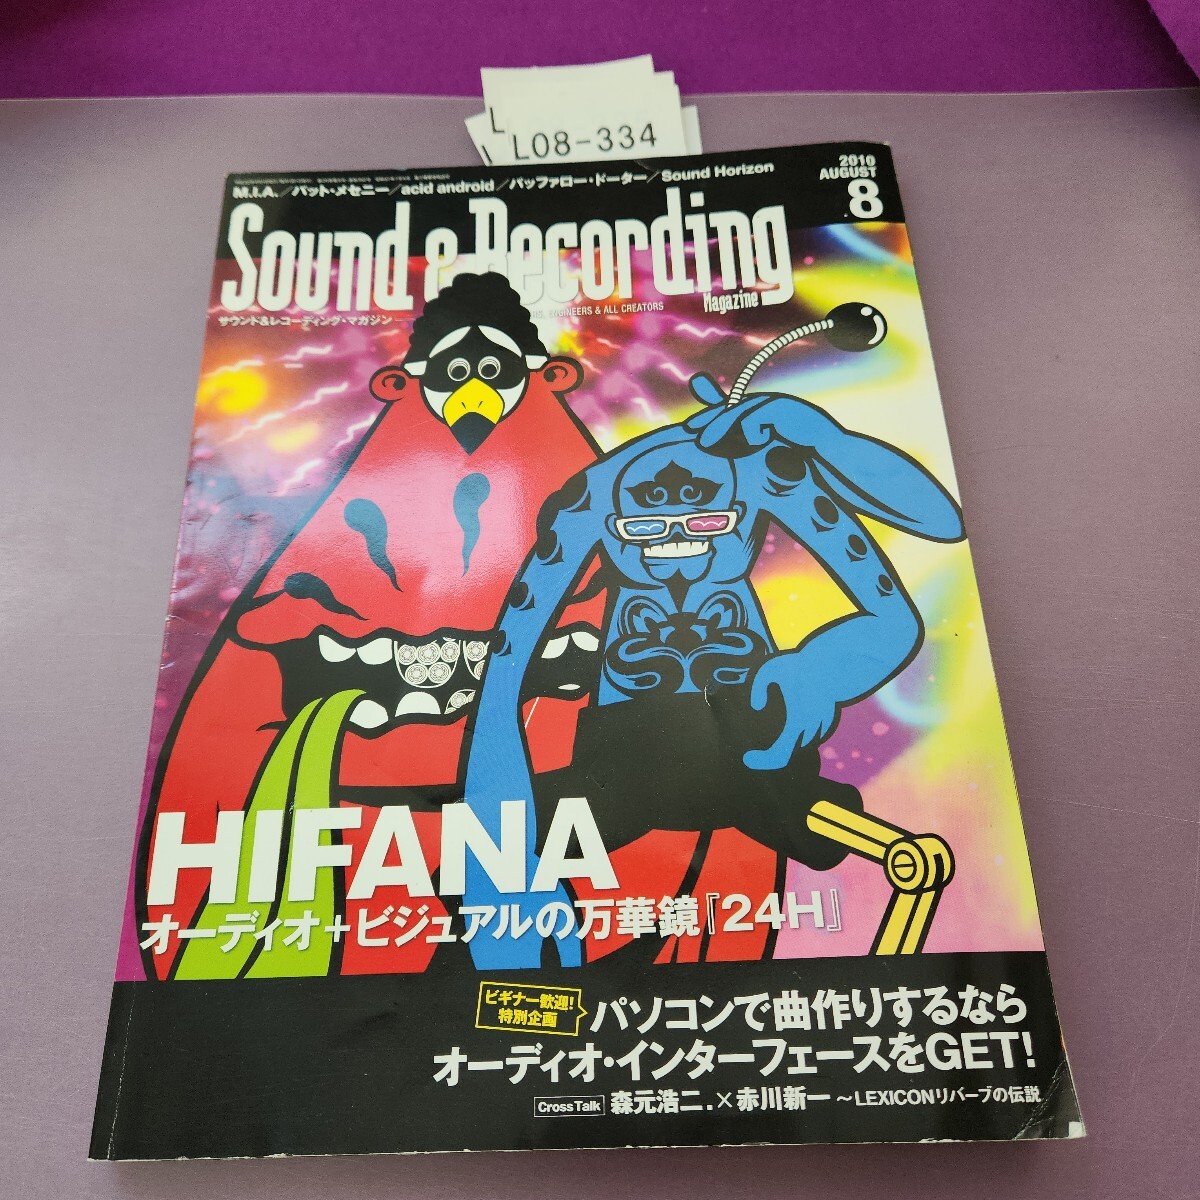 L
L08-334
M.I.A./パット・メセニー/acid android/バッファロー・ドーター/Sound Horizon
2010
AUGUST
8
Sound & Recording
Magazine
サウンド&レコーディング・マガジン
ENGINEERS & ALL CREATORS
HIFANA
オーディオ+ビジュアルの万華鏡『24H』
ビギナー歓迎!
特別企画
パソコンで曲作りするなら
オーディオ・インターフェースをGET!
Cross Talk 森元浩二.×赤川新一 〜LEXICONリバーブの伝説